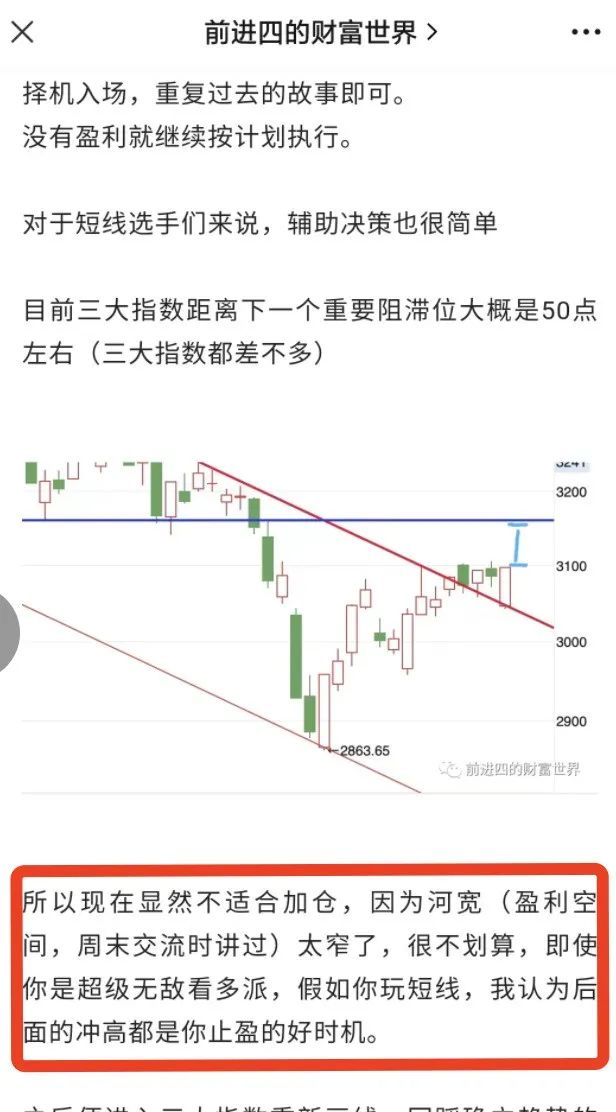 前进四的财富世界
择机入场，重复过去的故事即可。
没有盈利就继续按计划执行。
对于短线选手们来说，辅助决策也很简单
目前三大指数距离下一个重要阻滞位大概是50点
左右（三大指数都差不多）
3241
3200
3100
3000
2900
2863.65
前进四的财富世界
所以现在显然不适合加仓，因为河宽（盈利空
间，周末交流时讲过）太窄了，很不划算，即使
你是超级无敌看多派，假如你玩短线，我认为后
面的冲高都是你止盈的好时机。